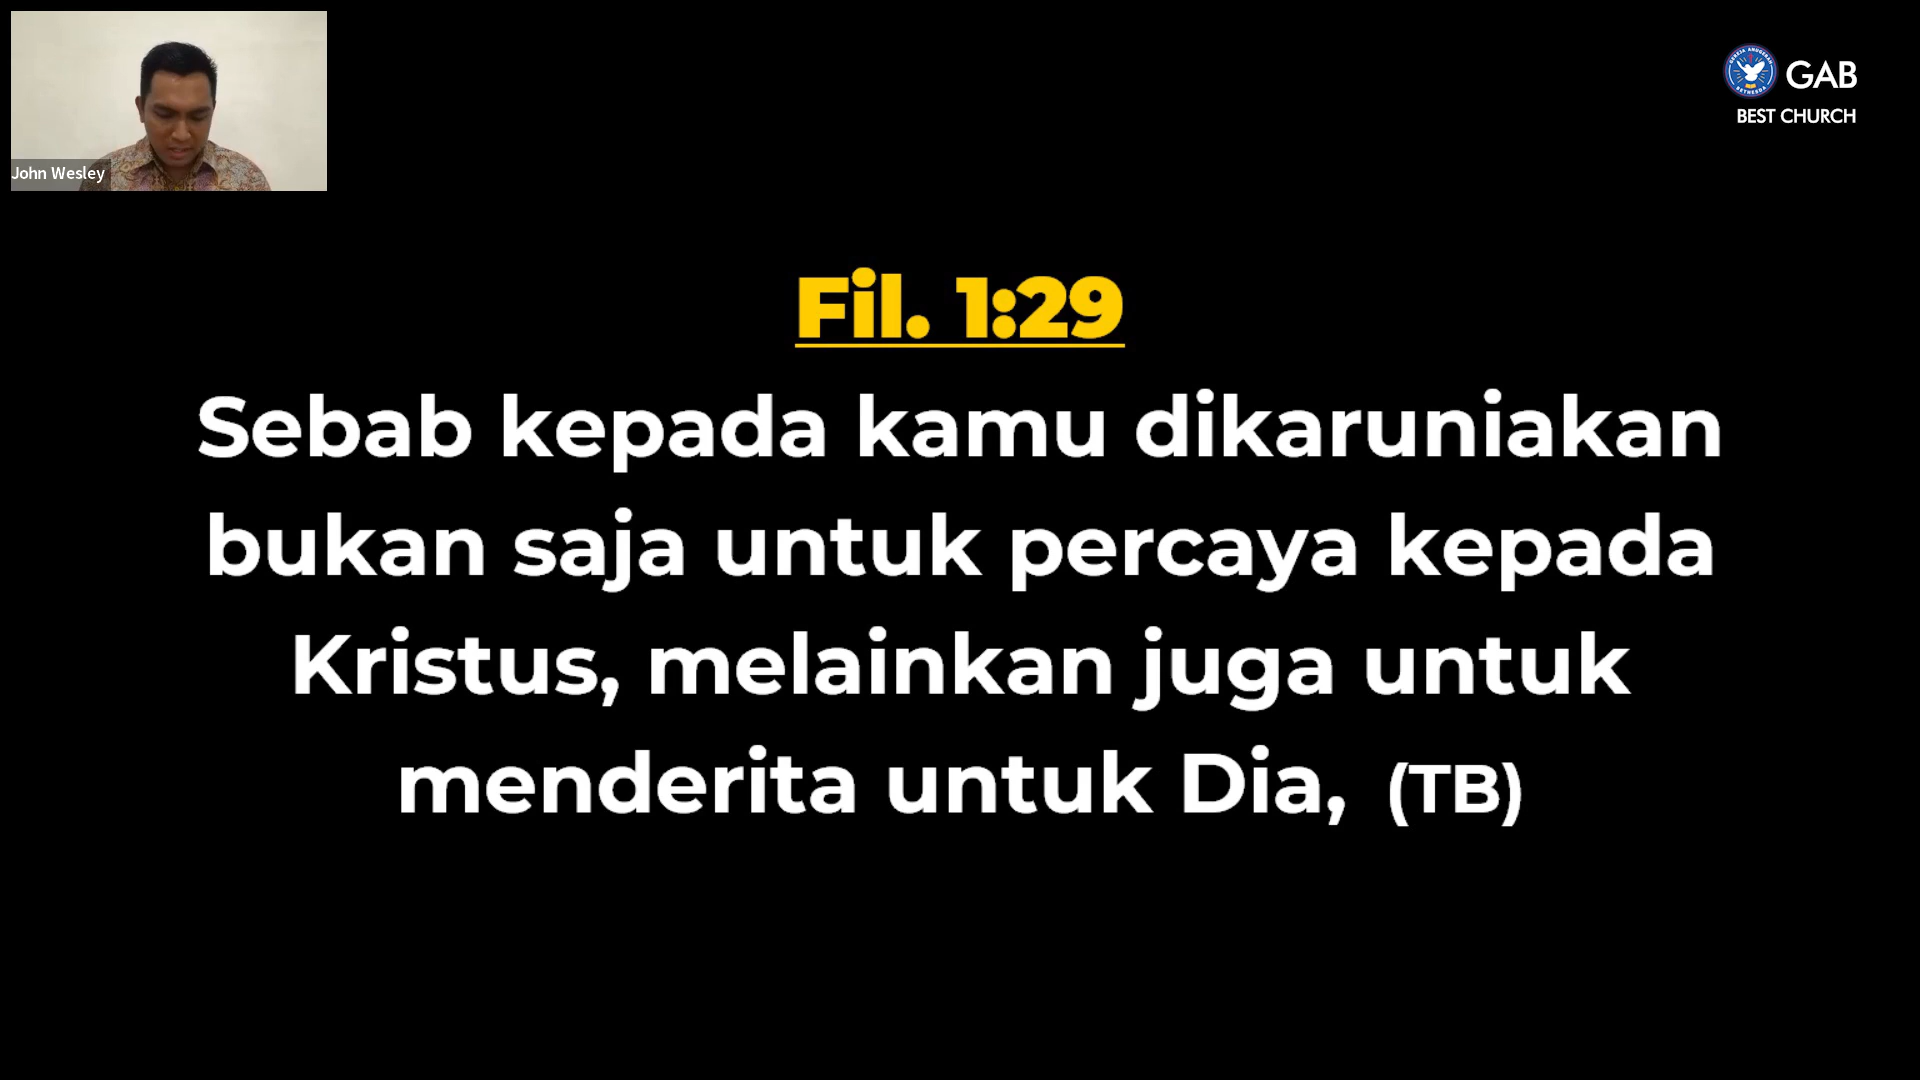 John Wesley
GAB
BEST CHURCH
Fil. 1:29
Sebab kepada kamu dikaruniakan
bukan saja untuk percaya kepada
Kristus, melainkan juga untuk
menderita untuk Dia, (TB)